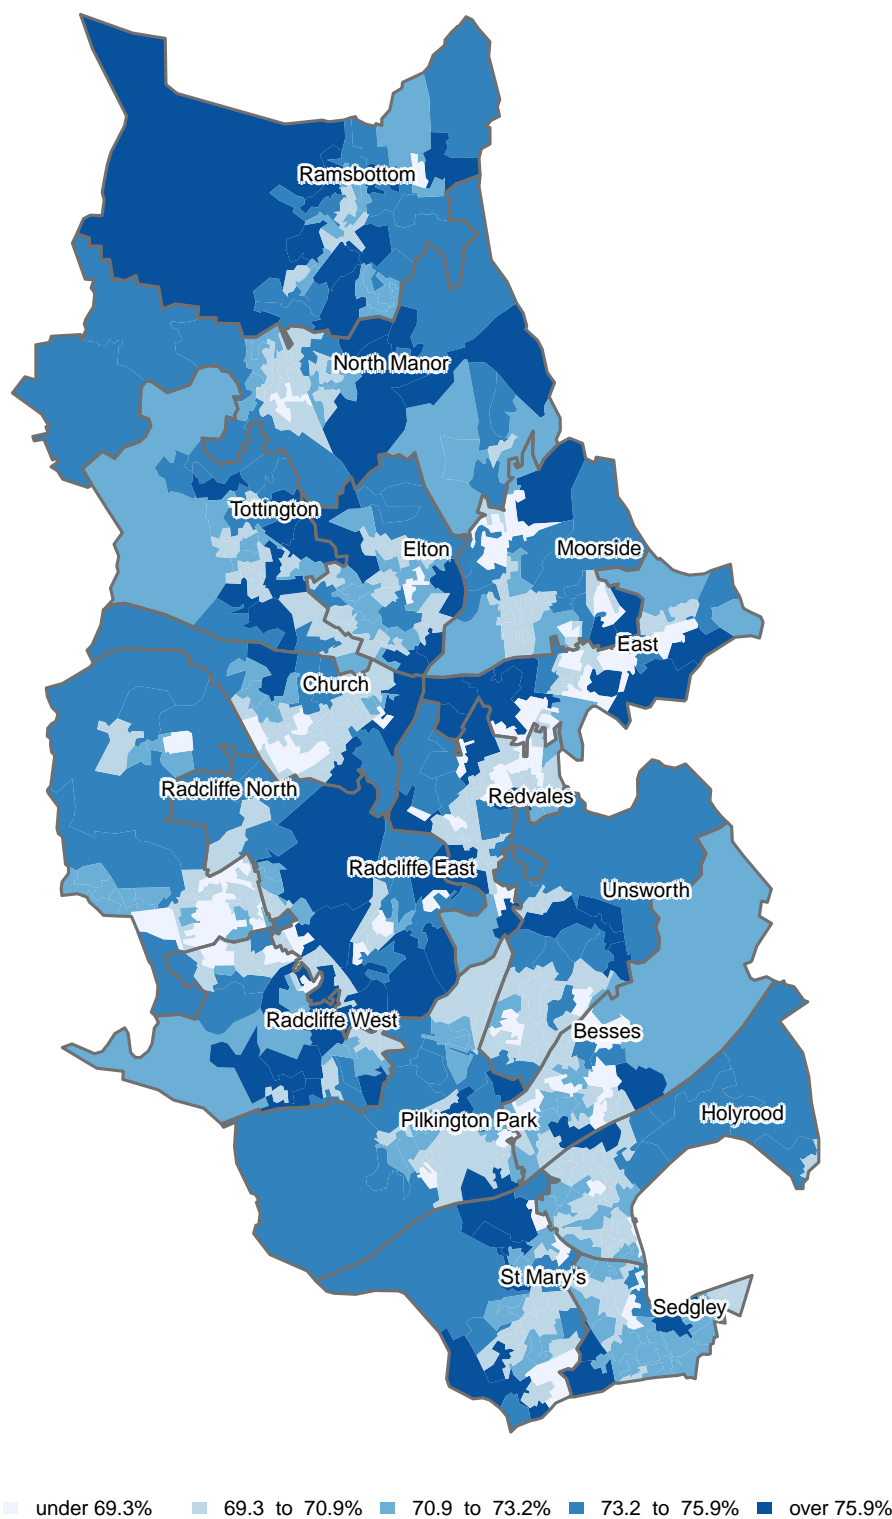 Ramsbottom
North Manor
Tottington
Elton
Moorside
East
Church
Radcliffe North
Redvales
Radcliffe East
Unsworth
Radcliffe West
Besses
Pilkington Park
Holyrood
St Mary's
Sedgley
under 69.3% 69.3 to 70.9% 70.9 to 73.2% 73.2 to 75.9% over 75.9%